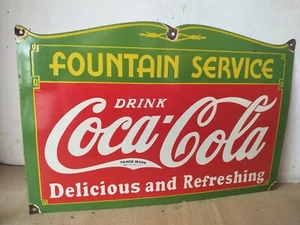 FOUNTAIN SERVICE
DRINK
Coca-Cola
TRADE MARK
Delicious and Refreshing